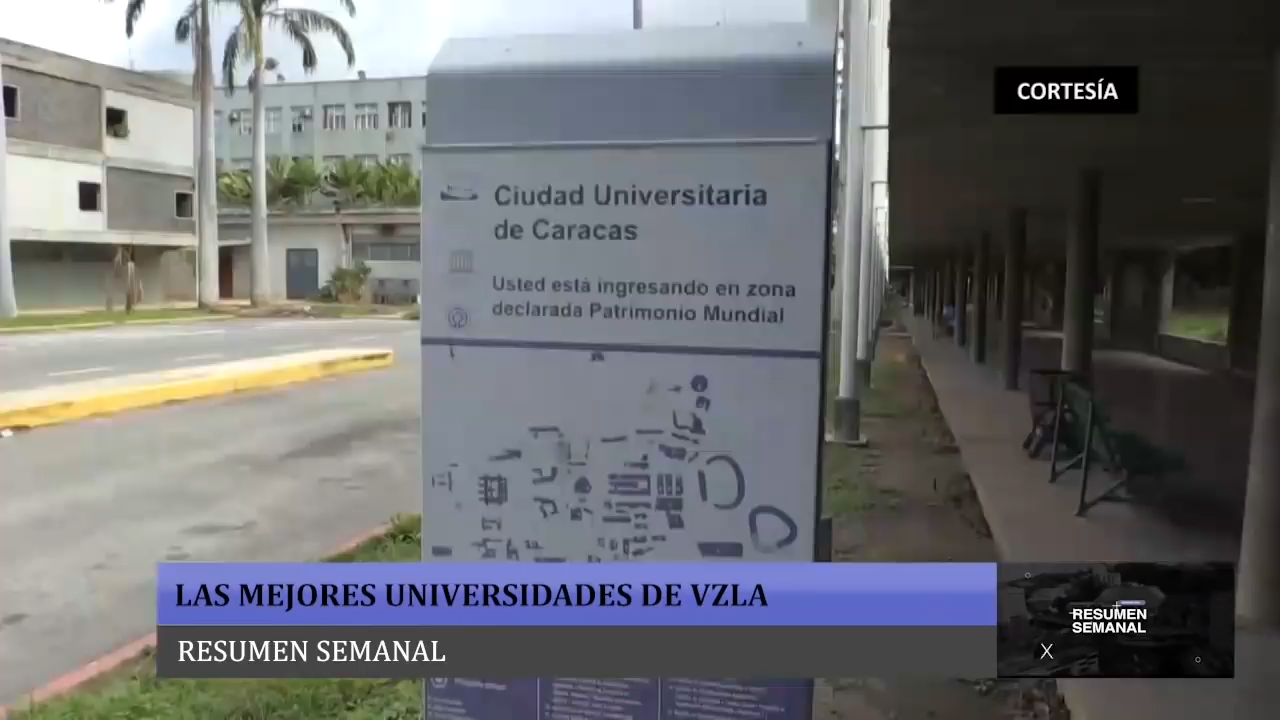 CORTESÍA
Ciudad Universitaria
de Caracas
Usted está ingresando en zona
declarada Patrimonio Mundial
LAS MEJORES UNIVERSIDADES DE VZLA
RESUMEN SEMANAL
RESUMEN
SEMANAL